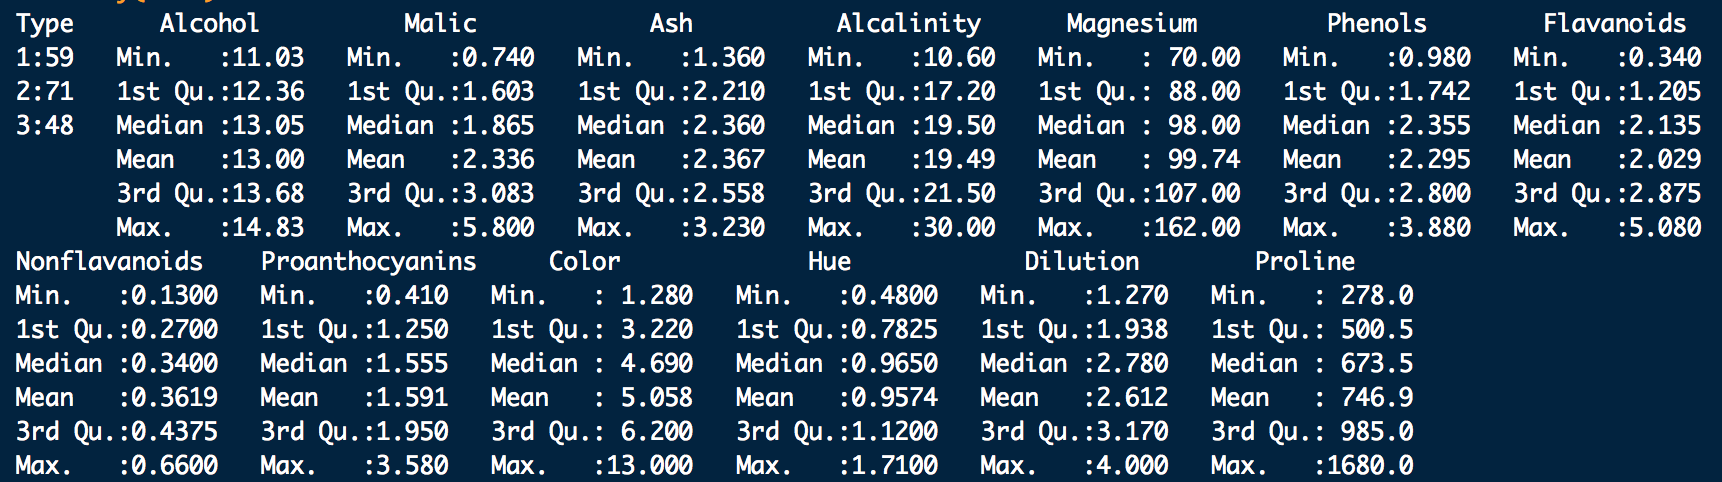 Type Alcohol Malic Ash Alcalinity Magnesium Phenols Flavanoids
1:59 Min. :11.03 Min. :0.740 Min. :1.360 Min. :10.60 Min. : 70.00 Min. :0.980 Min. :0.340
2:71 1st Qu.:12.36 1st Qu.:1.603 1st Qu.:2.210 1st Qu.:17.20 1st Qu.: 88.00 1st Qu.:1.742 1st Qu.:1.205
3:48 Median :13.05 Median :1.865 Median :2.360 Median :19.50 Median : 98.00 Median :2.355 Median :2.135
Mean :13.00 Mean :2.336 Mean :2.367 Mean :19.49 Mean : 99.74 Mean :2.295 Mean :2.029
3rd Qu.:13.68 3rd Qu.:3.083 3rd Qu.:2.558 3rd Qu.:21.50 3rd Qu.:107.00 3rd Qu.:2.800 3rd Qu.:2.875
Max. :14.83 Max. :5.800 Max. :3.230 Max. :30.00 Max. :162.00 Max. :3.880 Max. :5.080
Nonflavanoids Proanthocyanins Color Hue Dilution Proline
Min. :0.1300 Min. :0.410 Min. : 1.280 Min. :0.4800 Min. :1.270 Min. : 278.0
1st Qu.:0.2700 1st Qu.:1.250 1st Qu.: 3.220 1st Qu.:0.7825 1st Qu.:1.938 1st Qu.: 500.5
Median :0.3400 Median :1.555 Median : 4.690 Median :0.9650 Median :2.780 Median : 673.5
Mean :0.3619 Mean :1.591 Mean : 5.058 Mean :0.9574 Mean :2.612 Mean : 746.9
3rd Qu.:0.4375 3rd Qu.:1.950 3rd Qu.: 6.200 3rd Qu.:1.1200 3rd Qu.:3.170 3rd Qu.: 985.0
Max. :0.6600 Max. :3.580 Max. :13.000 Max. :1.7100 Max. :4.000 Max. :1680.0